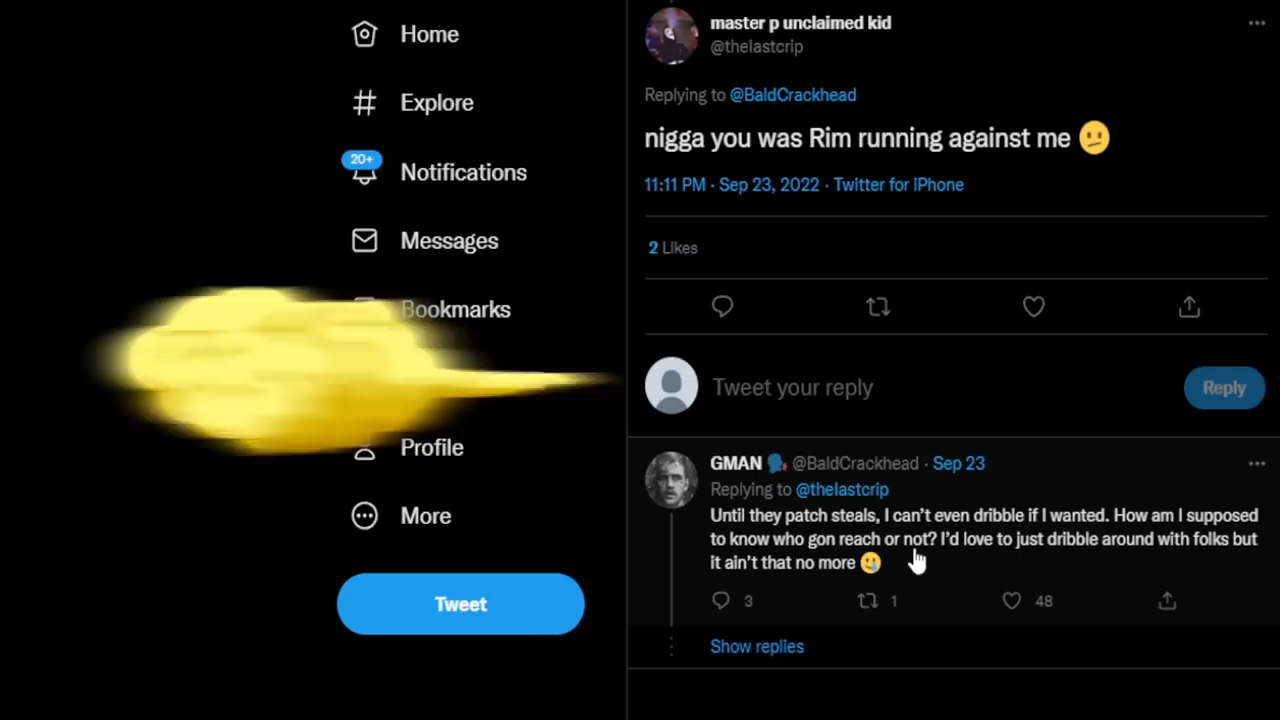 Home
Explore
20+
Notifications
Messages
Bookmarks
Profile
More
Tweet
master p unclaimed kid
@thelastcrip
Replying to @BaldCrackhead
nigga you was Rim running against me 🫤
11:11 PM · Sep 23, 2022 · Twitter for iPhone
2 Likes
Tweet your reply
Reply
GMAN 🗣 @BaldCrackhead · Sep 23
Replying to @thelastcrip
Until they patch steals, I can't even dribble if I wanted. How am I supposed
to know who gon reach or not? I'd love to just dribble around with folks but
it ain't that no more 🥲
3 1 48
Show replies